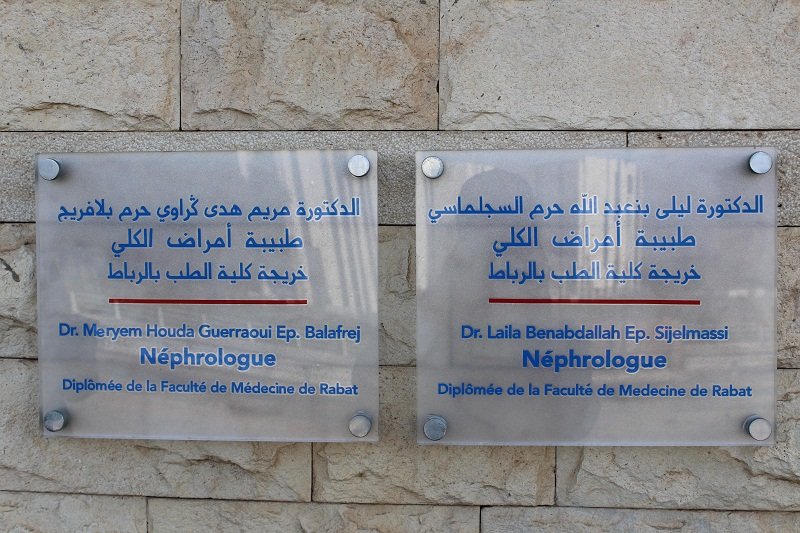 الدكتورة مريم هدى ݣراوي حرم بلافريج
طبيبة أمراض الكلي
خريجة كلية الطب بالرباط
Dr. Meryem Houda Guerraoui Ep. Balafrej
Néphrologue
Diplômée de la Faculté de Médecine de Rabat
الدكتورة ليلى بنعبد الله حرم السجلماسي
طبيبة أمراض الكلي
خريجة كلية الطب بالرباط
Dr. Laila Benabdallah Ep. Sijelmassi
Néphrologue
Diplômée de la Faculté de Medecine de Rabat